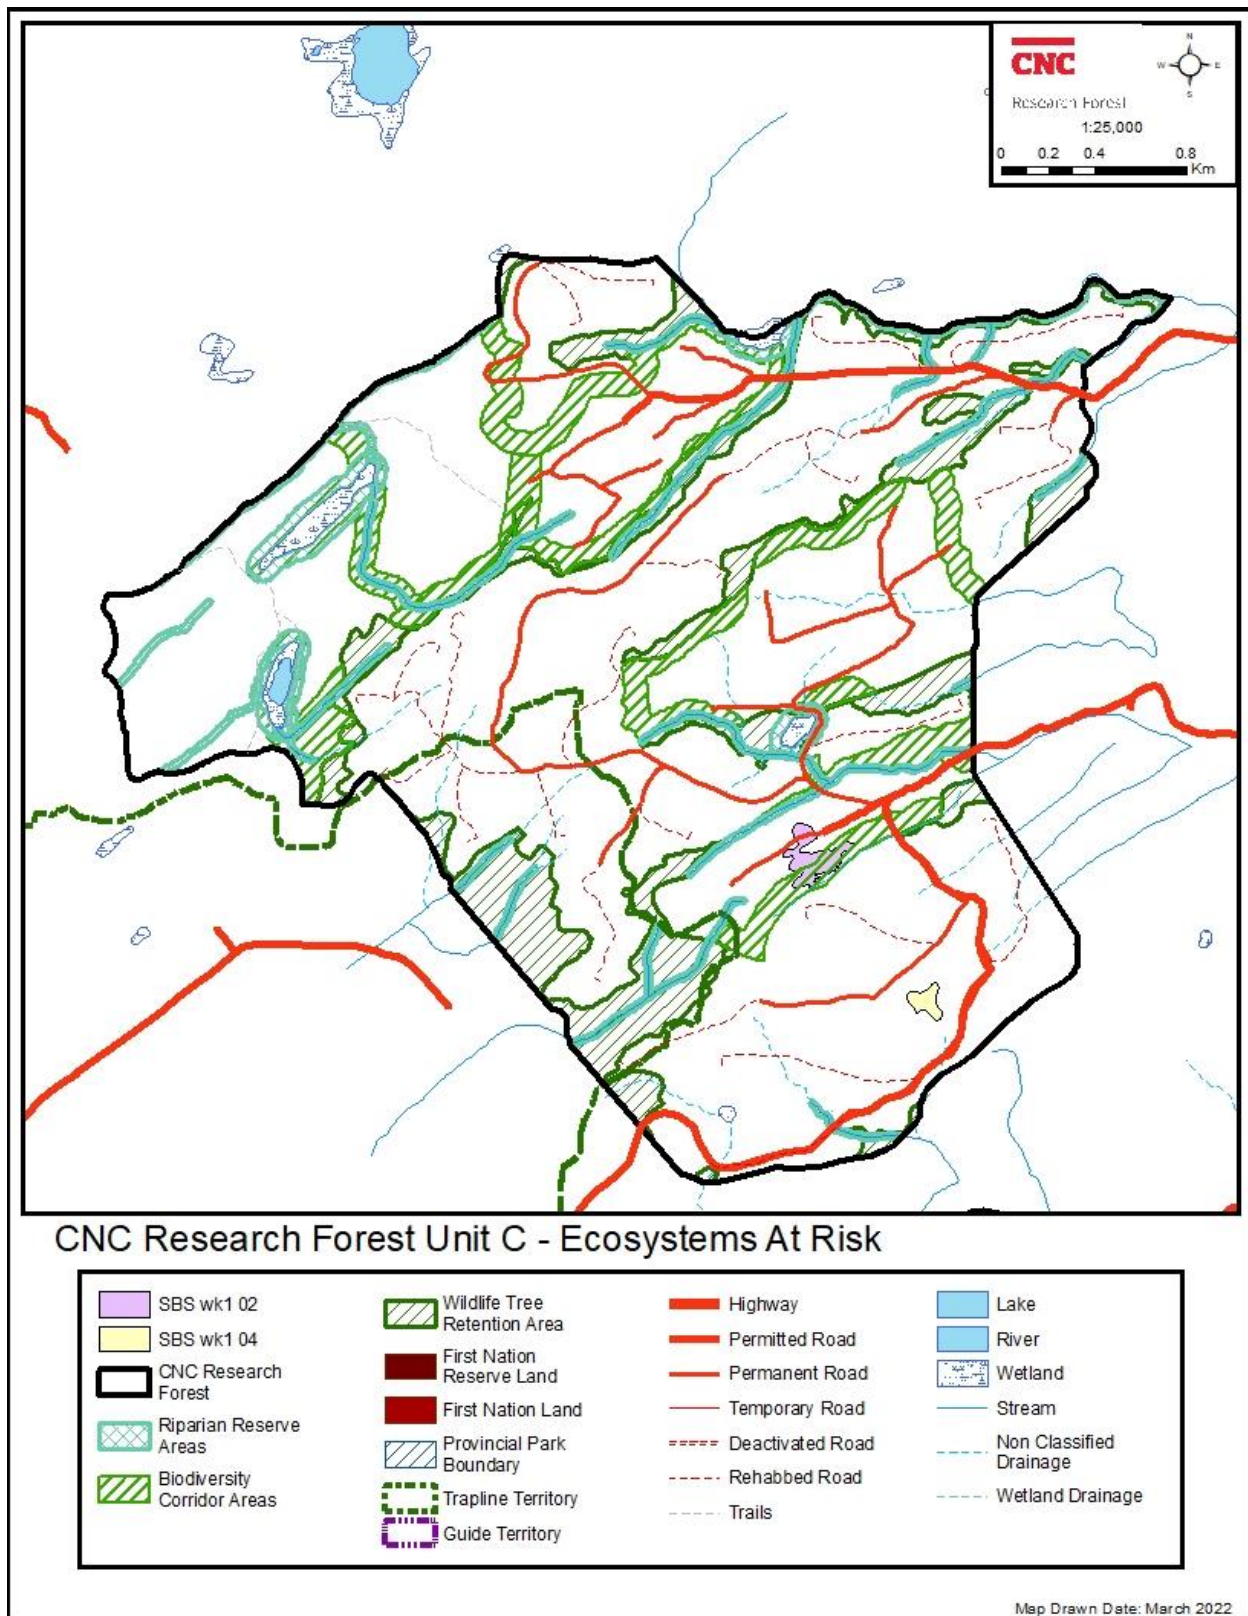 CNC
N
W
E
S
Research Forest
1:25,000
0 0.2 0.4 0.8
Km
CNC Research Forest Unit C - Ecosystems At Risk
SBS wk1 02
SBS wk1 04
CNC Research
Forest
Riparian Reserve
Areas
Biodiversity
Corridor Areas
Wildlife Tree
Retention Area
First Nation
Reserve Land
First Nation Land
Provincial Park
Boundary
Trapline Territory
Guide Territory
Highway
Permitted Road
Permanent Road
Temporary Road
Deactivated Road
Rehabbed Road
Trails
Lake
River
Wetland
Stream
Non Classified
Drainage
Wetland Drainage
Map Drawn Date: March 2022